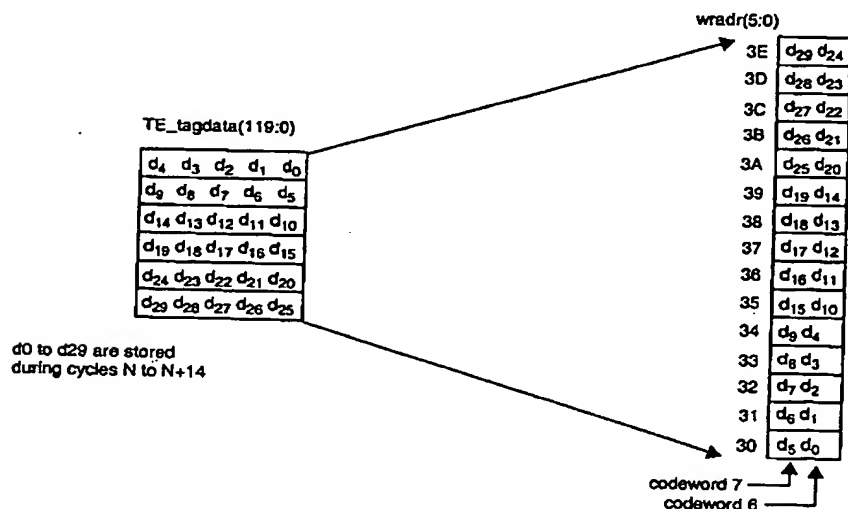 wradr(5:0)
3E d29 d24
3D d28 d23
3C d27 d22
3B d26 d21
3A d25 d20
39 d19 d14
38 d18 d13
37 d17 d12
36 d16 d11
35 d15 d10
34 d9 d4
33 d8 d3
32 d7 d2
31 d6 d1
30 d5 d0
codeword 7
codeword 6
TE_tagdata(119:0)
d4 d3 d2 d1 d0
d9 d8 d7 d6 d5
d14 d13 d12 d11 d10
d19 d18 d17 d16 d15
d24 d23 d22 d21 d20
d29 d28 d27 d26 d25
d0 to d29 are stored
during cycles N to N+14